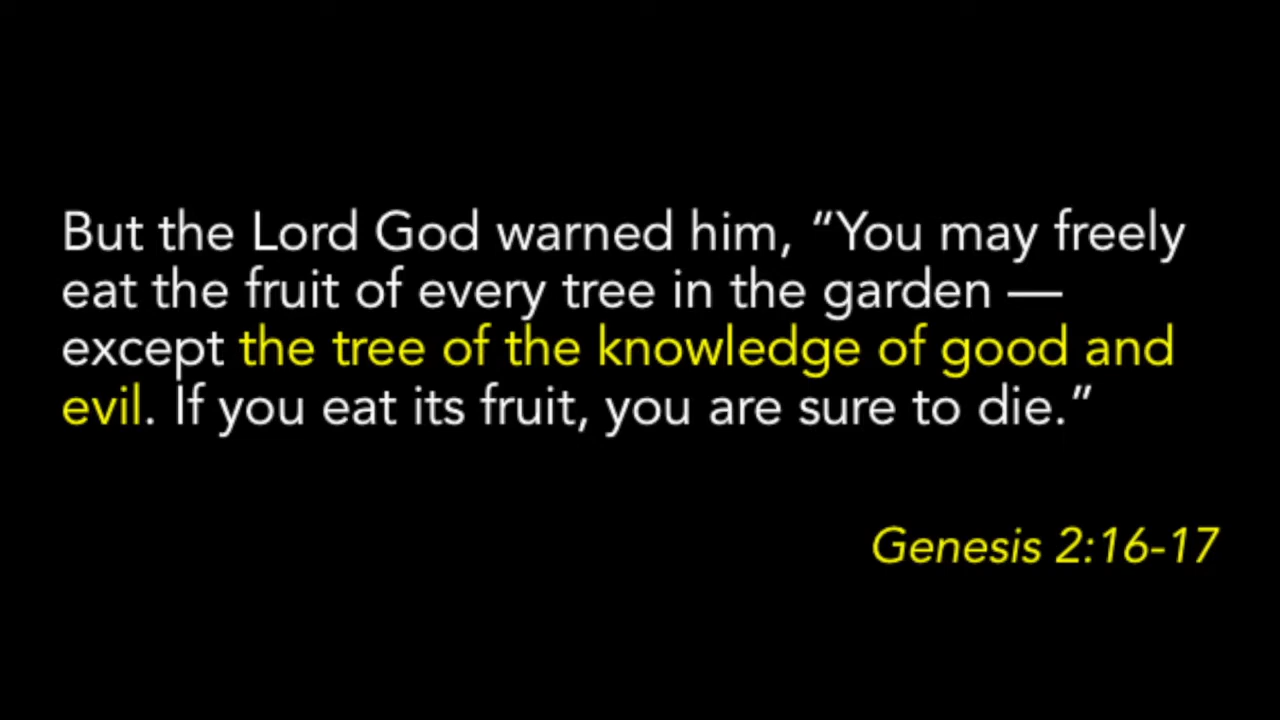 But the Lord God warned him, “You may freely
eat the fruit of every tree in the garden —
except the tree of the knowledge of good and
evil. If you eat its fruit, you are sure to die.”
Genesis 2:16-17